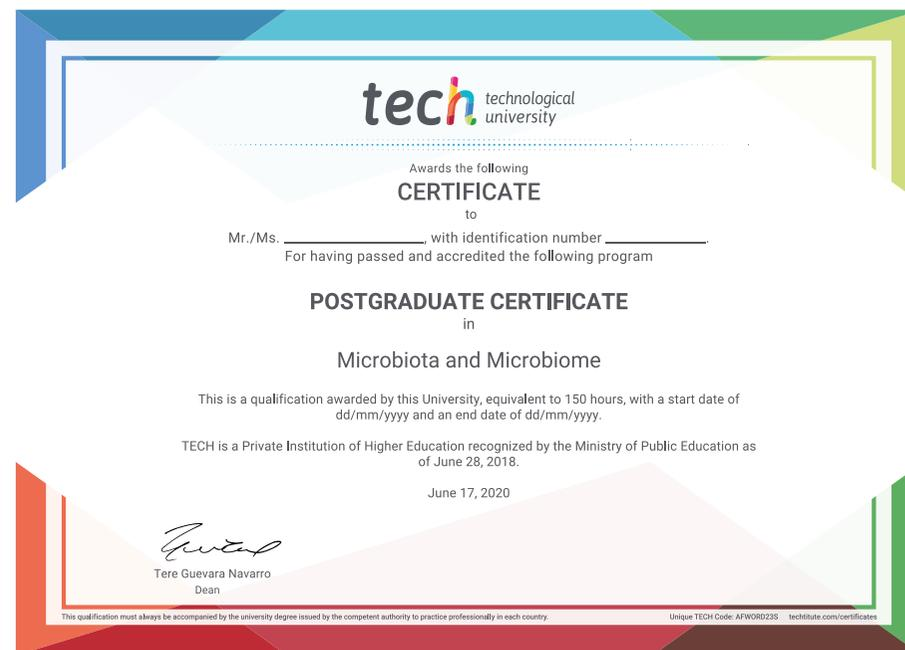 tech technological
university
Awards the following
CERTIFICATE
to
Mr./Ms. ____________, with identification number ____________.
For having passed and accredited the following program
POSTGRADUATE CERTIFICATE
in
Microbiota and Microbiome
This is a qualification awarded by this University, equivalent to 150 hours, with a start date of
dd/mm/yyyy and an end date of dd/mm/yyyy.
TECH is a Private Institution of Higher Education recognized by the Ministry of Public Education as
of June 28, 2018.
June 17, 2020
Tere Guevara Navarro
Dean
This qualification must always be accompanied by the university degree issued by the competent authority to practice professionally in each country. Unique TECH Code: AFWORD23S techtitute.com/certificates